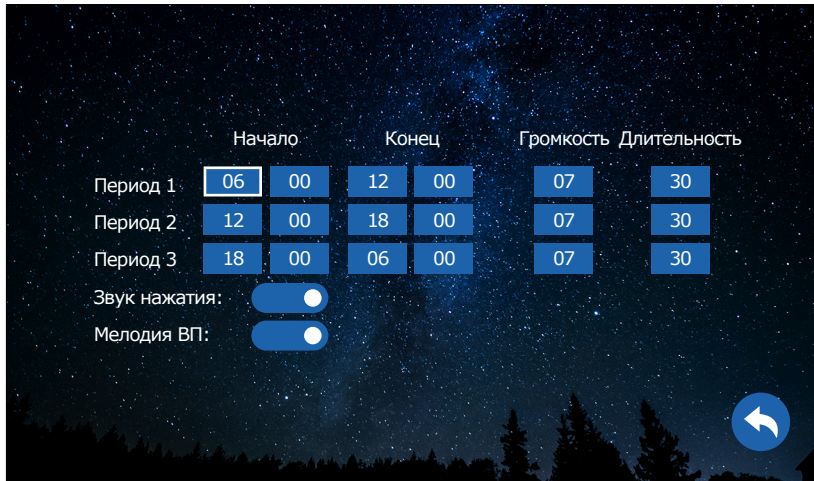 Начало Конец Громкость Длительность
Период 1 06 00 12 00 07 30
Период 2 12 00 18 00 07 30
Период 3 18 00 06 00 07 30
Звук нажатия:
Мелодия ВП: